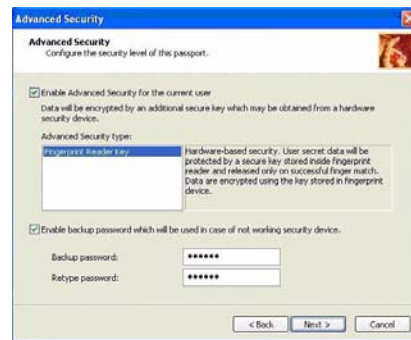 Advanced Security
Advanced Security
Configure the security level of this passport.
Enable Advanced Security for the current user
Data will be encrypted by an additional secure key which may be obtained from a hardware
security device.
Advanced Security type:
Fingerprint Reader Key
Hardware-based security. User secret data will be
protected by a secure key stored inside fingerprint
reader and released only on successful finger match.
Data are encrypted using the key stored in fingerprint
device.
Enable backup password which will be used in case of not working security device.
Backup password: ●●●●●●
Retype password: ●●●●●●
< Back
Next >
Cancel